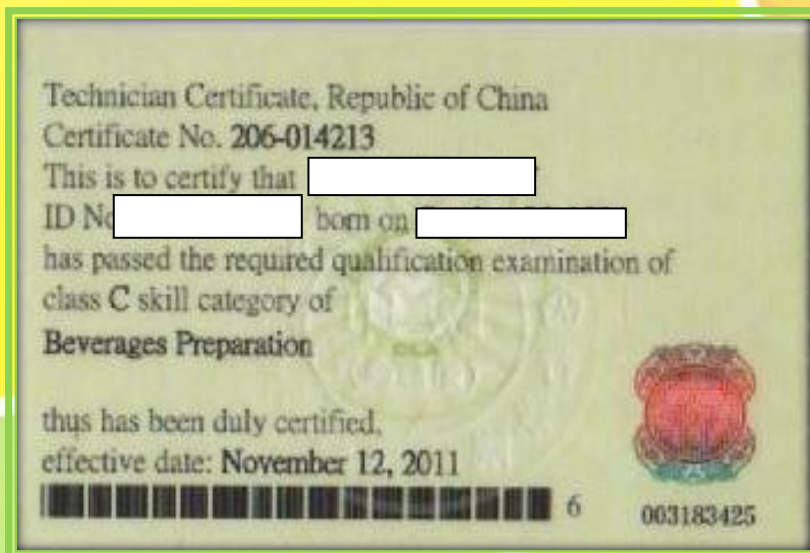 Technician Certificate, Republic of China
Certificate No. 206-014213
This is to certify that
ID No born on
has passed the required qualification examination of
class C skill category of
Beverages Preparation
thus has been duly certified,
effective date: November 12, 2011
6
003183425